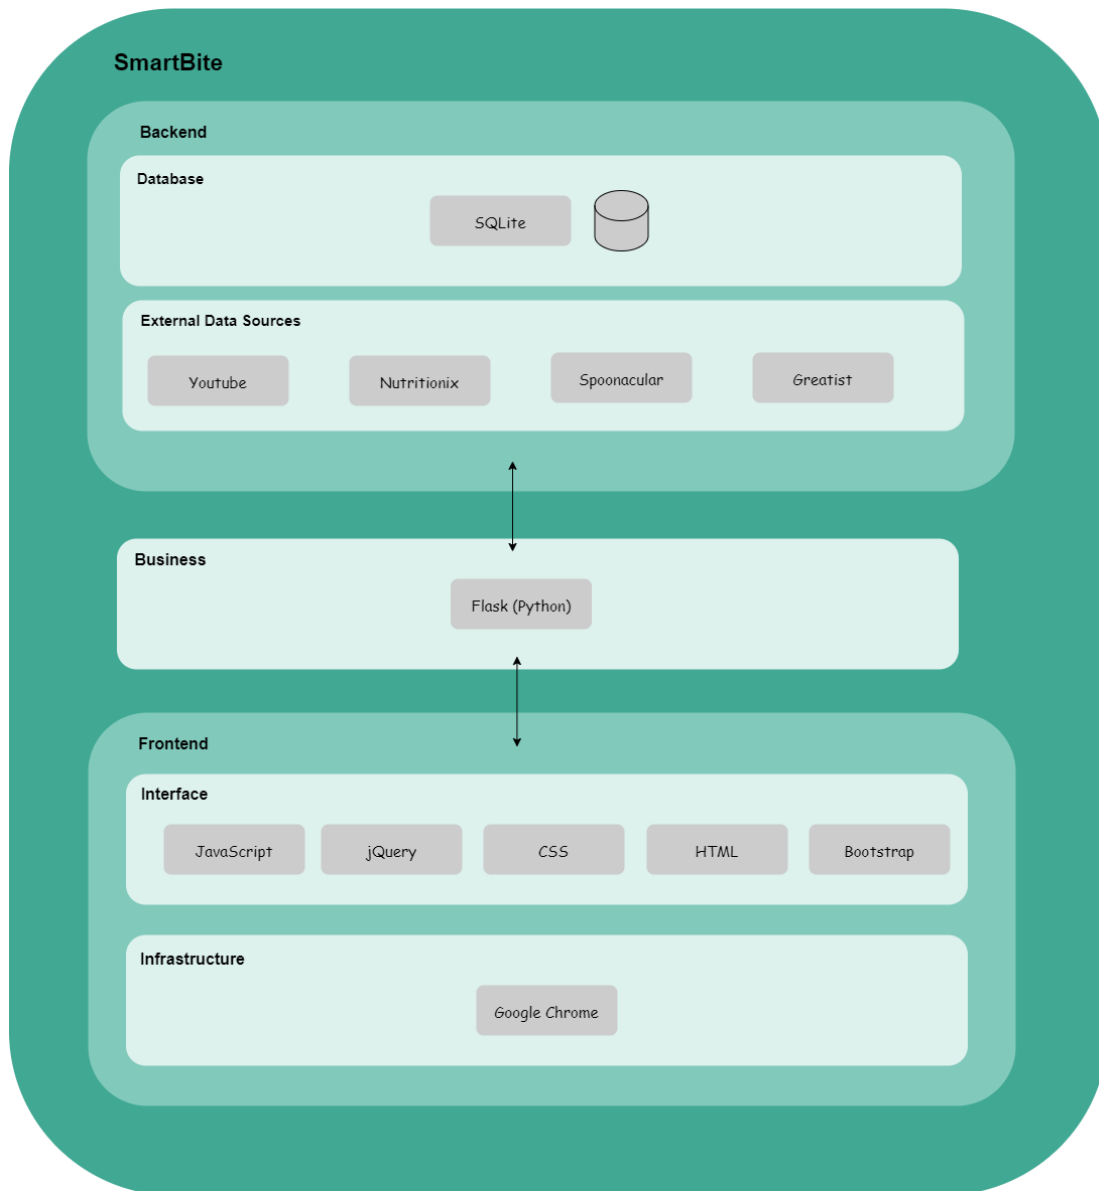 SmartBite
Backend
Database
SQLite
External Data Sources
Youtube
Nutritionix
Spoonacular
Greatist
Business
Flask (Python)
Frontend
Interface
JavaScript
jQuery
CSS
HTML
Bootstrap
Infrastructure
Google Chrome